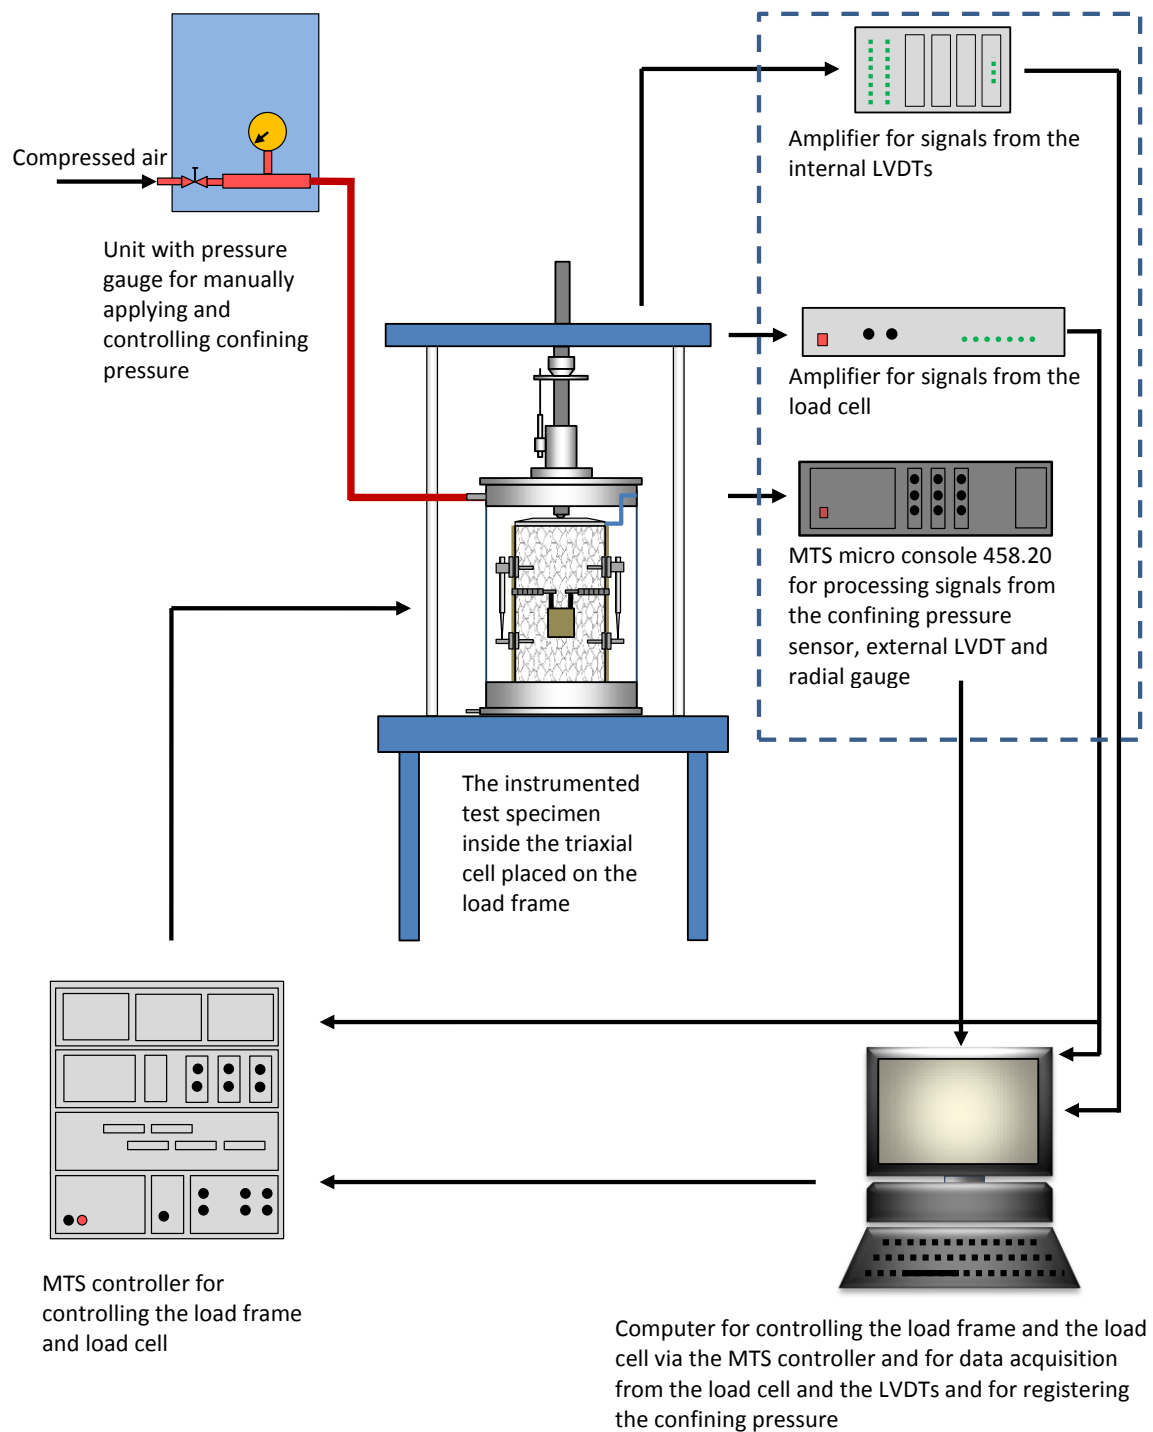 Compressed air
Unit with pressure
gauge for manually
applying and
controlling confining
pressure
Amplifier for signals from the
internal LVDTs
Amplifier for signals from the
load cell
MTS micro console 458.20
for processing signals from
the confining pressure
sensor, external LVDT and
radial gauge
The instrumented
test specimen
inside the triaxial
cell placed on the
load frame
MTS controller for
controlling the load frame
and load cell
Computer for controlling the load frame and the load
cell via the MTS controller and for data acquisition
from the load cell and the LVDTs and for registering
the confining pressure